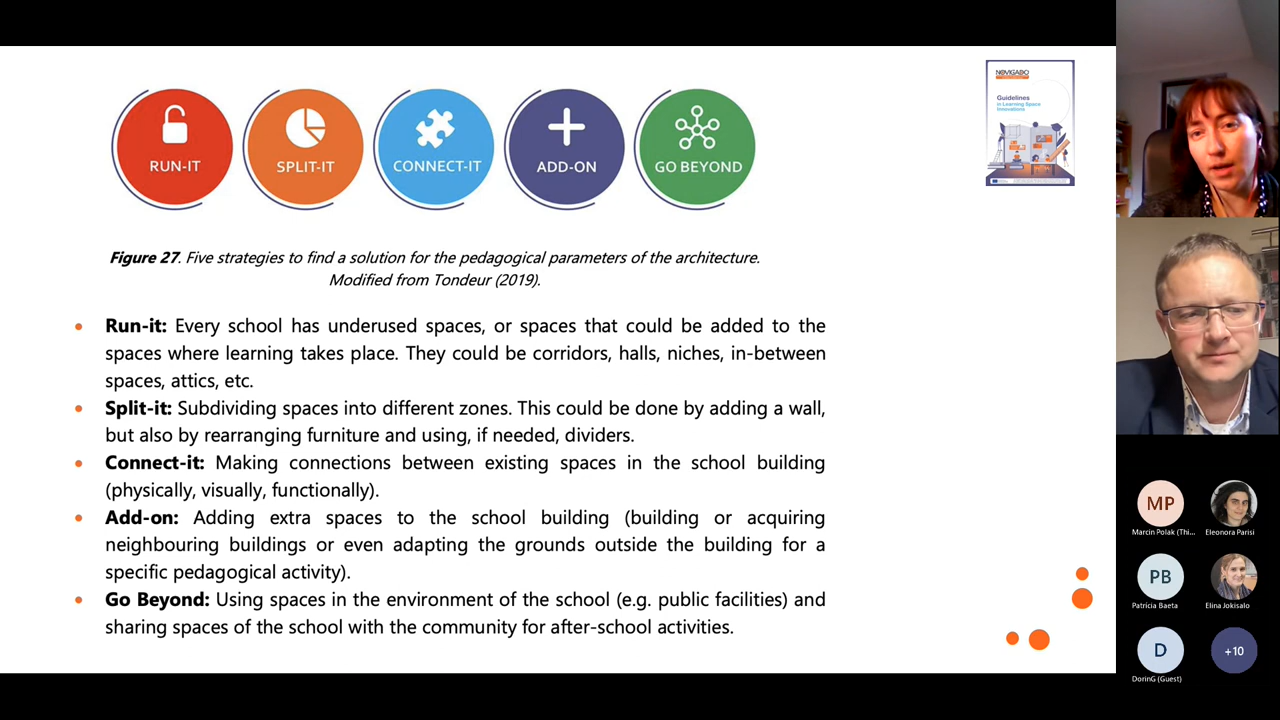 RUN-IT
SPLIT-IT
CONNECT-IT
ADD-ON
GO BEYOND
NOVIGADO
Guidelines
in Learning Space
Innovations
Figure 27. Five strategies to find a solution for the pedagogical parameters of the architecture.
Modified from Tondeur (2019).
• Run-it: Every school has underused spaces, or spaces that could be added to the
spaces where learning takes place. They could be corridors, halls, niches, in-between
spaces, attics, etc.
• Split-it: Subdividing spaces into different zones. This could be done by adding a wall,
but also by rearranging furniture and using, if needed, dividers.
• Connect-it: Making connections between existing spaces in the school building
(physically, visually, functionally).
• Add-on: Adding extra spaces to the school building (building or acquiring
neighbouring buildings or even adapting the grounds outside the building for a
specific pedagogical activity).
• Go Beyond: Using spaces in the environment of the school (e.g. public facilities) and
sharing spaces of the school with the community for after-school activities.
MP
Marcin Polak (Thi...
Eleonora Parisi
PB
Patrícia Baeta
Elina Jokisalo
D
DorinG (Guest)
+10